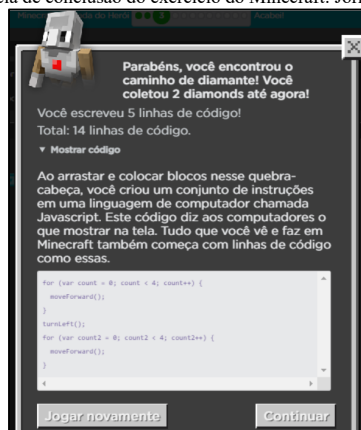 Parabéns, você encontrou o
caminho de diamante! Você
coletou 2 diamonds até agora!
Você escreveu 5 linhas de código!
Total: 14 linhas de código.
▼ Mostrar código
Ao arrastar e colocar blocos nesse quebra-
cabeça, você criou um conjunto de instruções
em uma linguagem de computador chamada
Javascript. Este código diz aos computadores o
que mostrar na tela. Tudo que você vê e faz em
Minecraft também começa com linhas de código
como essas.
for (var count = 0; count < 4; count++) {
moveForward();
}
turnLeft();
for (var count2 = 0; count2 < 4; count2++) {
moveForward();
}
Jogar novamente
Continuar